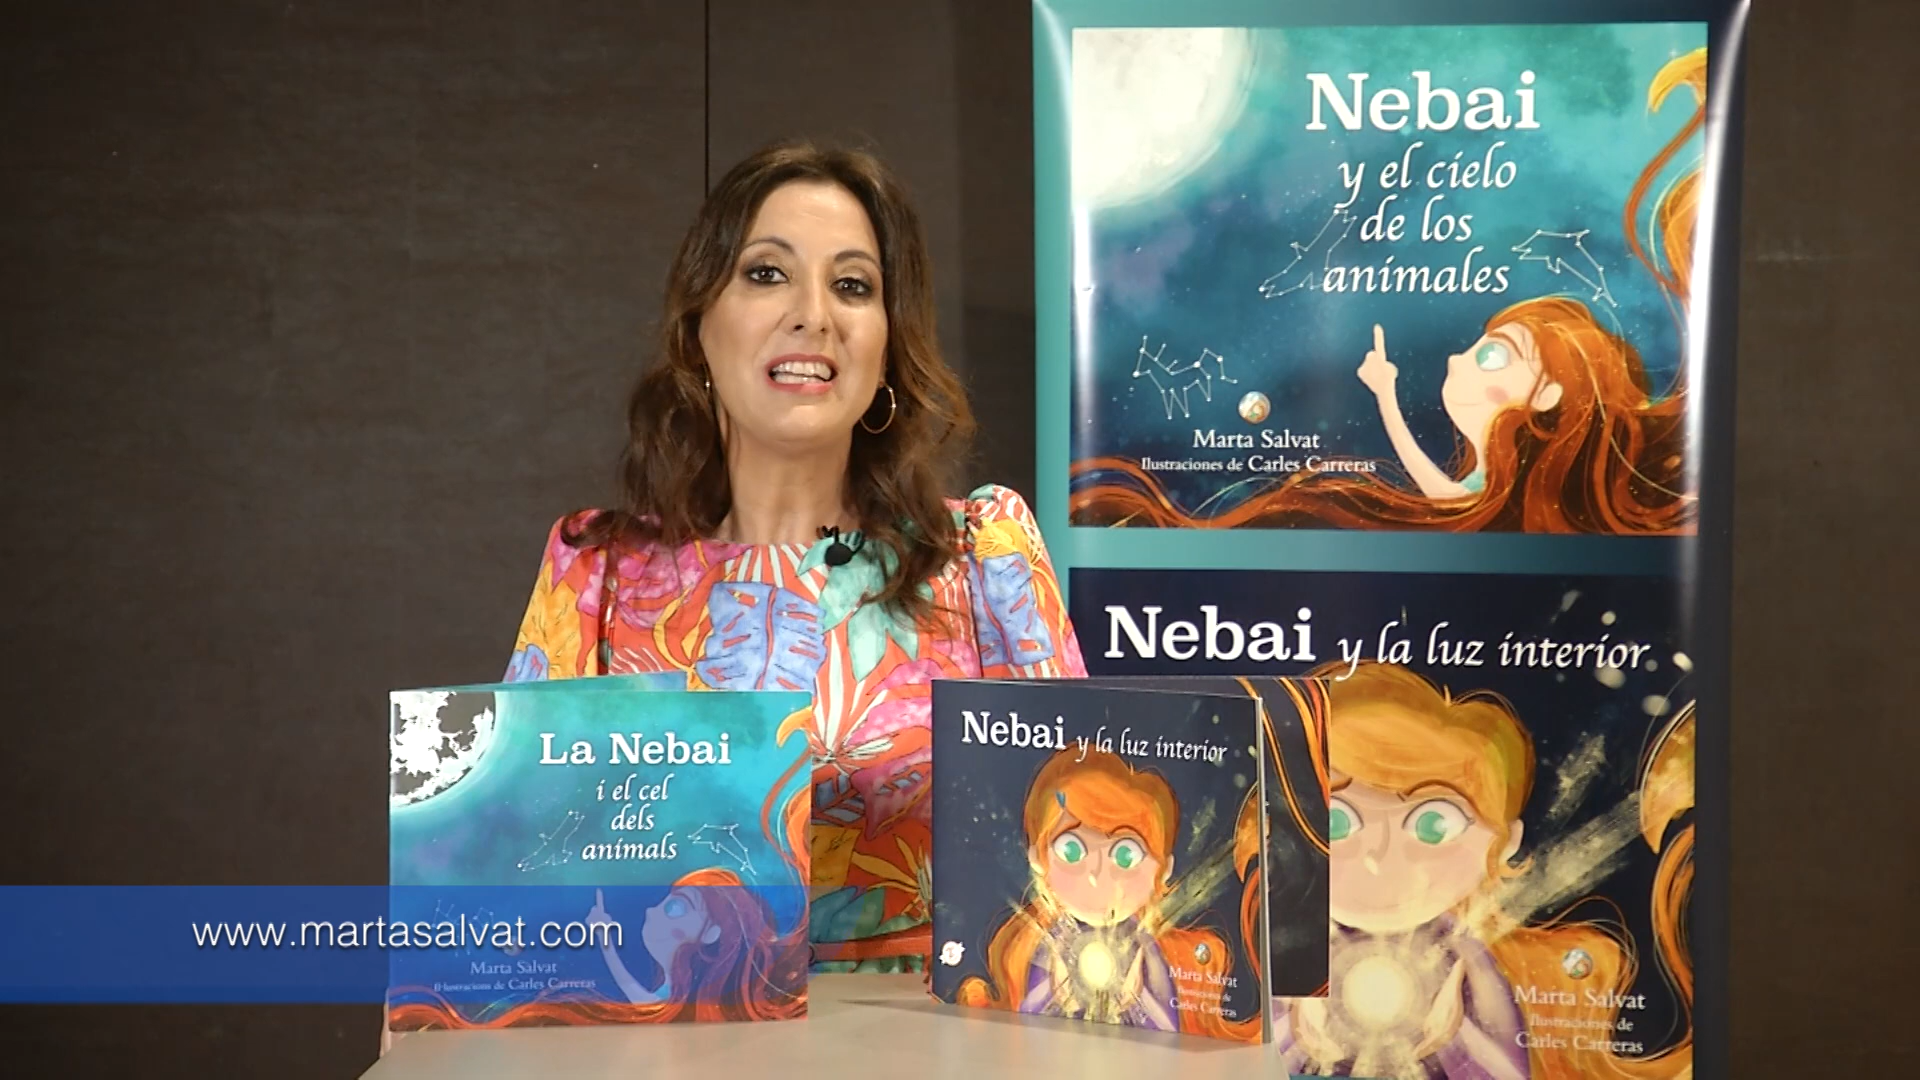 Nebai
y el cielo
de los
animales
Marta Salvat
Ilustraciones de Carles Carreras
Nebai y la luz interior
Marta Salvat
Ilustraciones de
Carles Carreras
La Nebai
i el cel
dels
animals
Marta Salvat
Il·lustracions de Carles Carreras
Nebai y la luz interior
Marta Salvat
Ilustraciones de
Carles Carreras
www.martasalvat.com